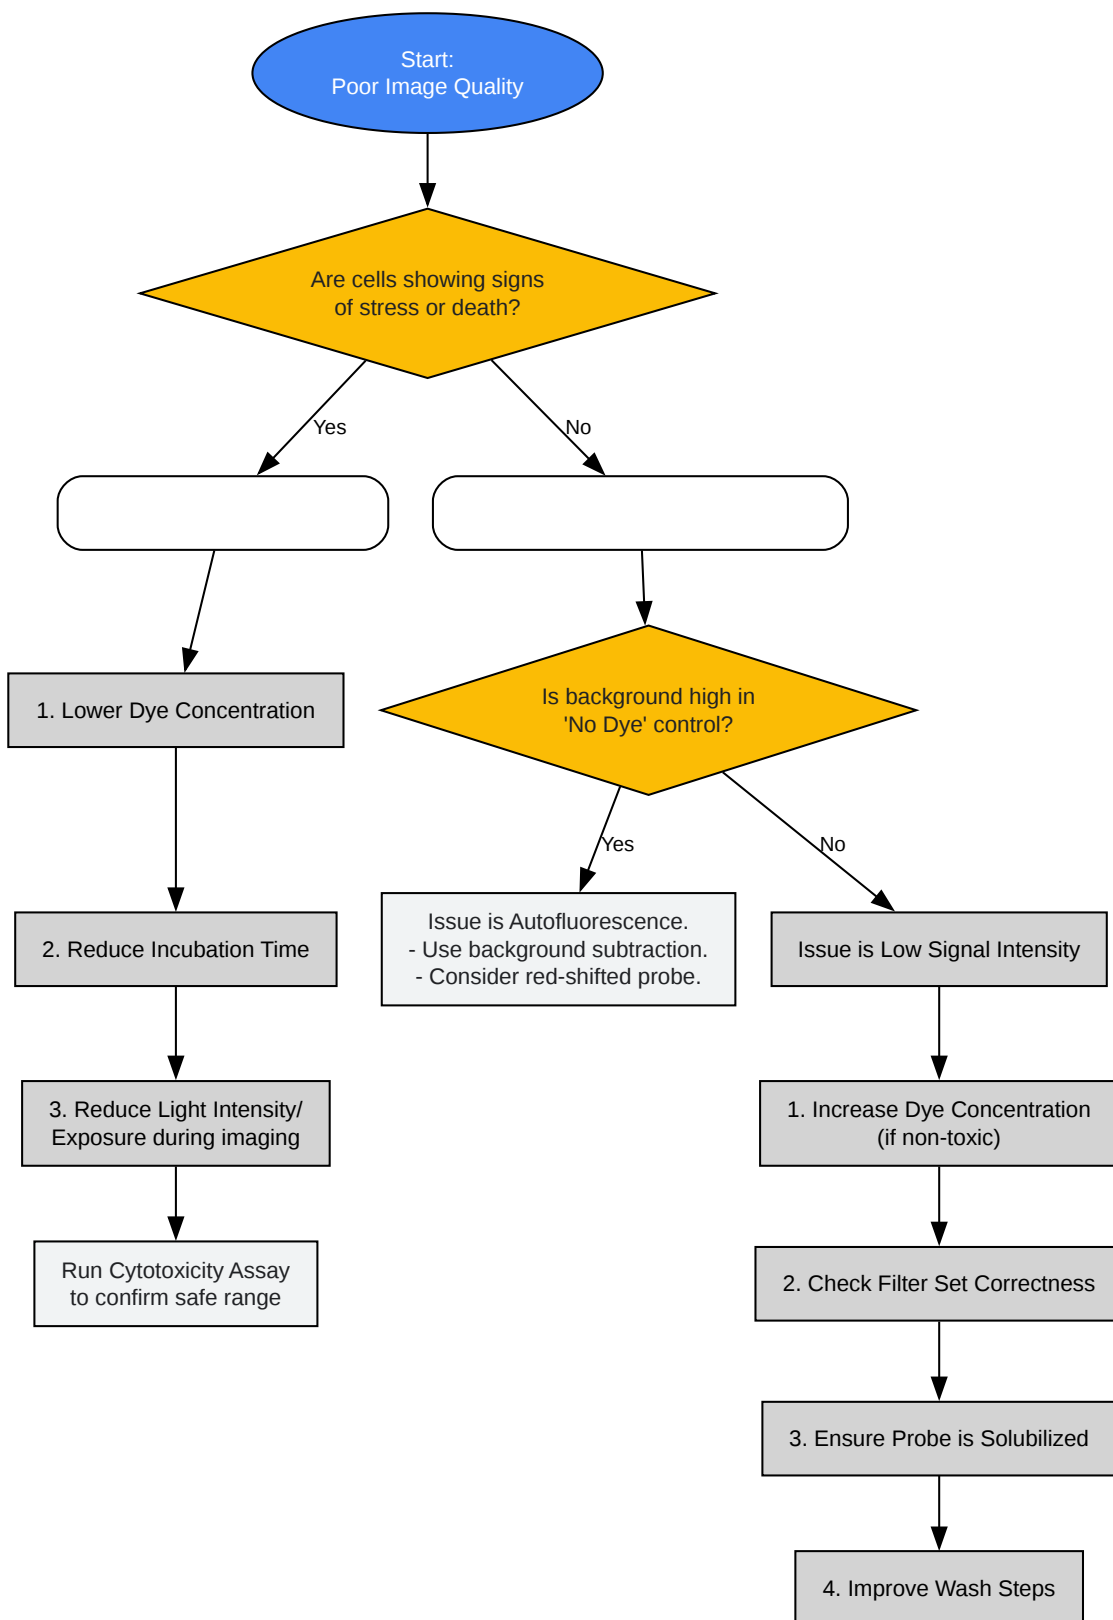 Start:
Poor Image Quality
Are cells showing signs
of stress or death?
Yes
No
1. Lower Dye Concentration
Is background high in
'No Dye' control?
Yes
No
2. Reduce Incubation Time
Issue is Autofluorescence.
- Use background subtraction.
- Consider red-shifted probe.
Issue is Low Signal Intensity
3. Reduce Light Intensity/
Exposure during imaging
1. Increase Dye Concentration
(if non-toxic)
Run Cytotoxicity Assay
to confirm safe range
2. Check Filter Set Correctness
3. Ensure Probe is Solubilized
4. Improve Wash Steps